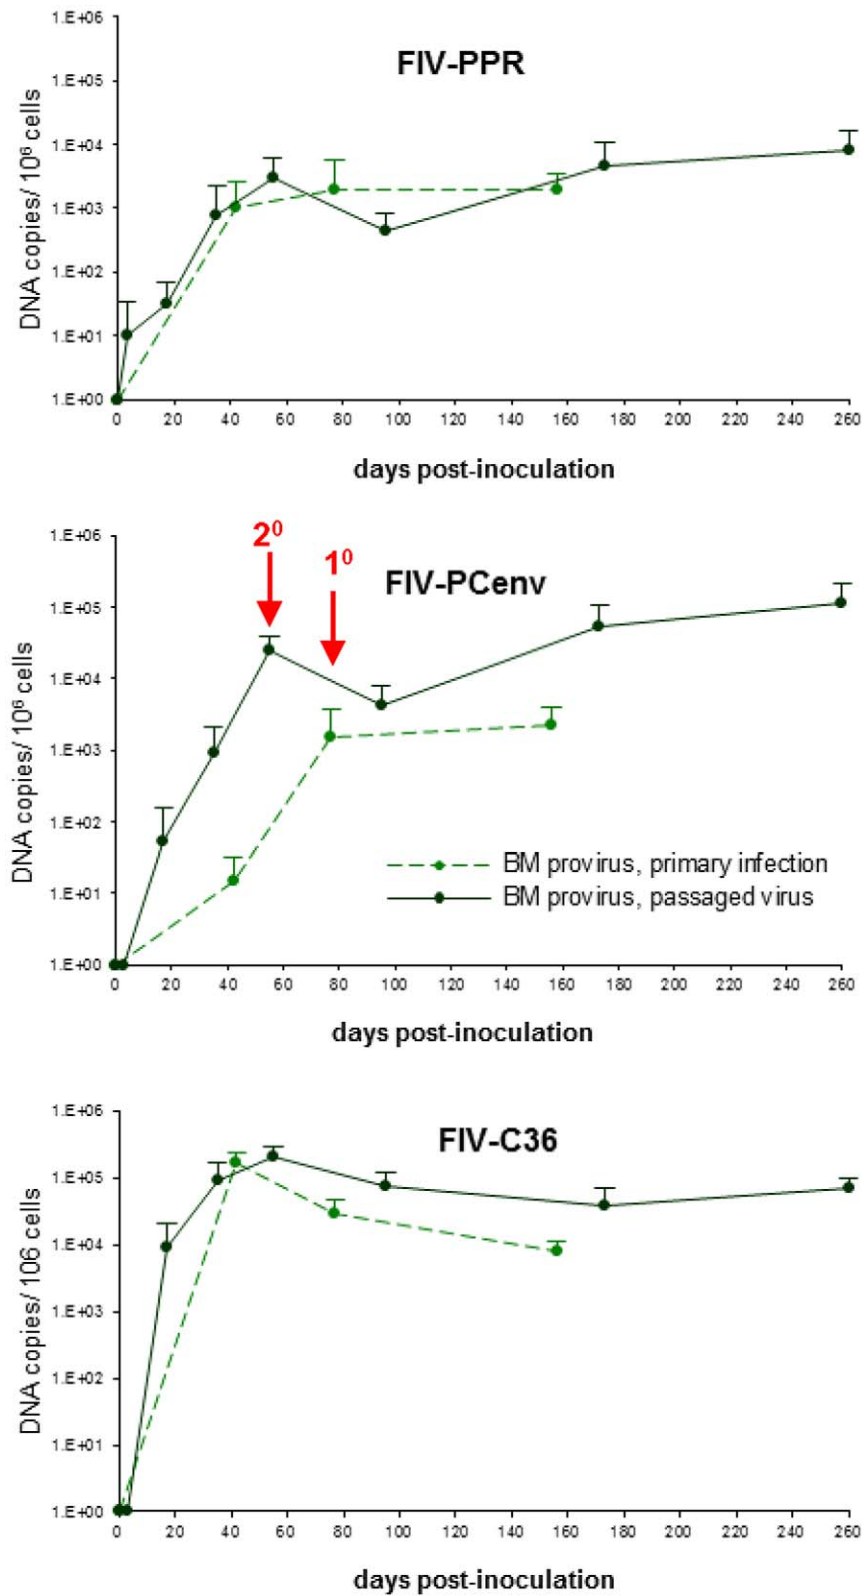 FIV-PPR
DNA copies/ 10⁶ cells
1.E+06
1.E+05
1.E+04
1.E+03
1.E+02
1.E+01
1.E+00
0 20 40 60 80 100 120 140 160 180 200 220 240 260
days post-inoculation
2⁰
1⁰
FIV-PCenv
DNA copies/ 10⁶ cells
1.E+06
1.E+05
1.E+04
1.E+03
1.E+02
1.E+01
1.E+00
BM provirus, primary infection
BM provirus, passaged virus
0 20 40 60 80 100 120 140 160 180 200 220 240 260
days post-inoculation
FIV-C36
DNA copies/ 106 cells
1.E+06
1.E+05
1.E+04
1.E+03
1.E+02
1.E+01
1.E+00
0 20 40 60 80 100 120 140 160 180 200 220 240 260
days post-inoculation